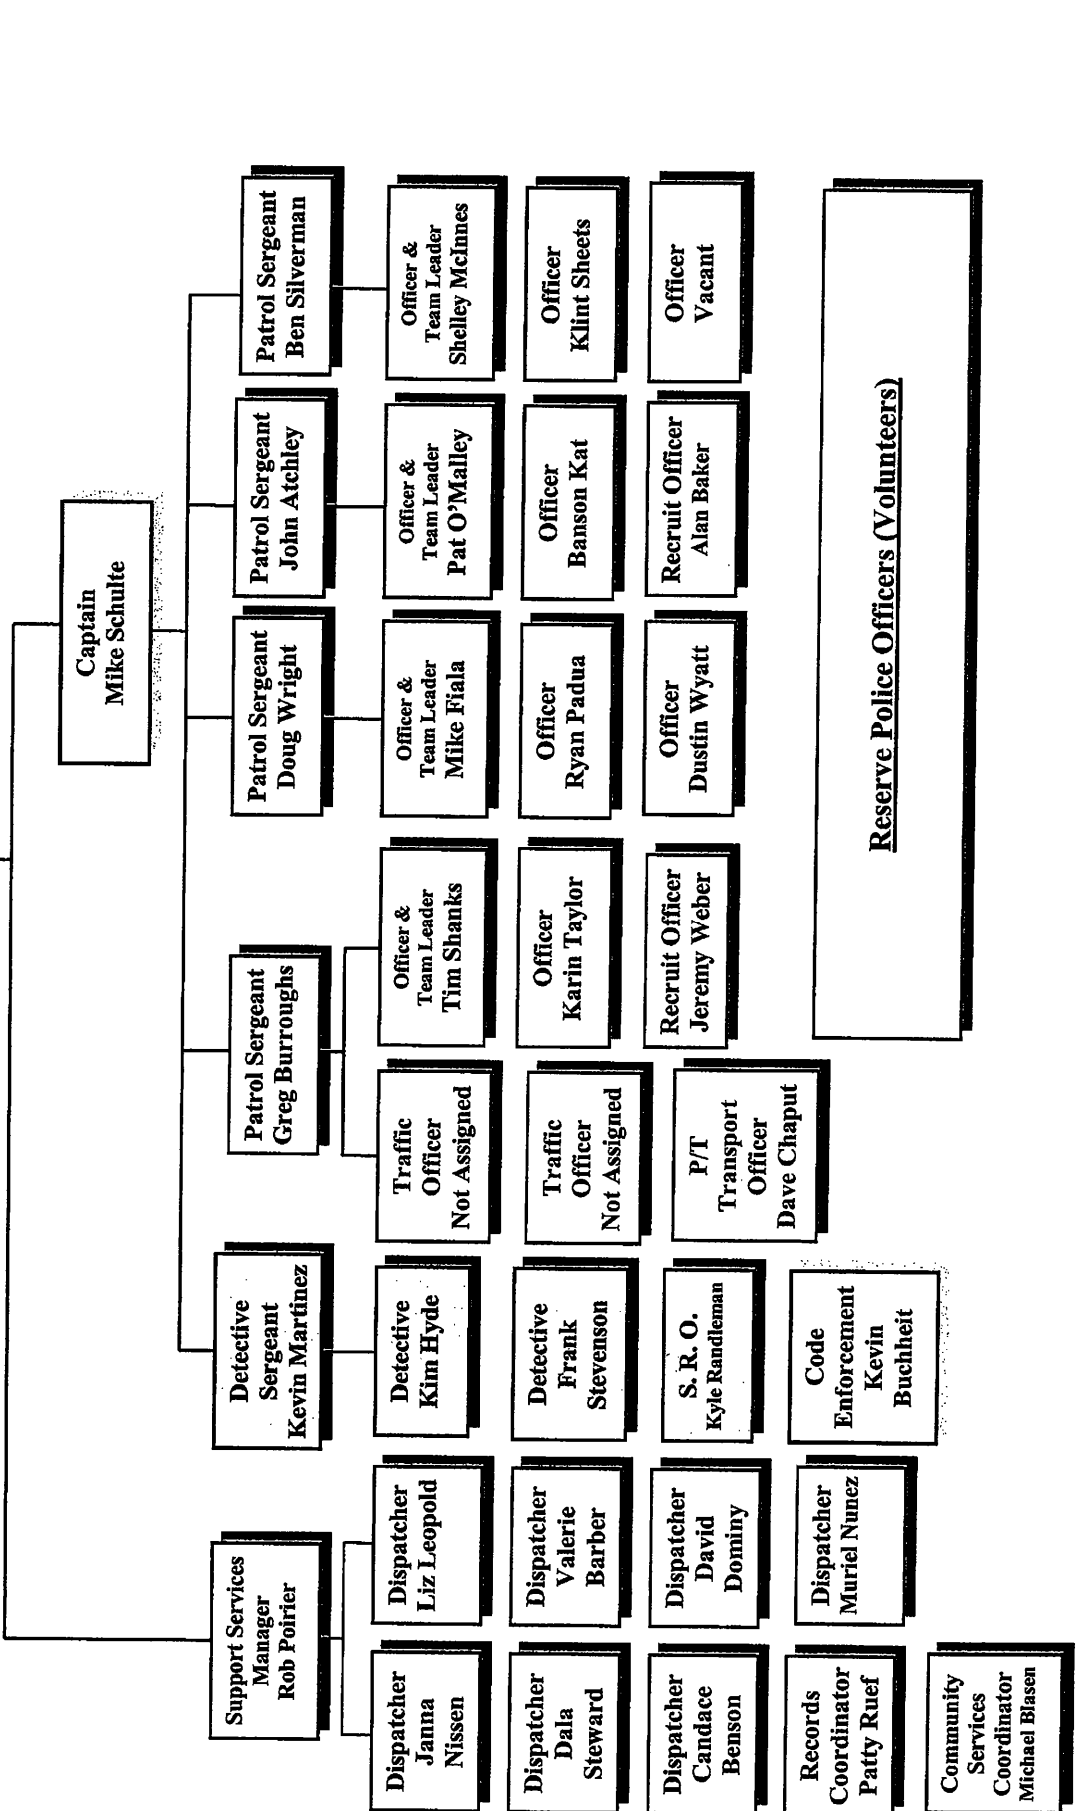 Captain
Mike Schulte
Support Services
Manager
Rob Poirier
Detective
Sergeant
Kevin Martinez
Patrol Sergeant
Greg Burroughs
Patrol Sergeant
Doug Wright
Patrol Sergeant
John Atchley
Patrol Sergeant
Ben Silverman
Dispatcher
Janna
Nissen
Dispatcher
Liz Leopold
Detective
Kim Hyde
Traffic
Officer
Not Assigned
Officer &
Team Leader
Tim Shanks
Officer &
Team Leader
Mike Fiala
Officer &
Team Leader
Pat O'Malley
Officer &
Team Leader
Shelley McInnes
Dispatcher
Dala
Steward
Dispatcher
Valerie
Barber
Detective
Frank
Stevenson
Traffic
Officer
Not Assigned
Officer
Karin Taylor
Officer
Ryan Padua
Officer
Banson Kat
Officer
Klint Sheets
Dispatcher
Candace
Benson
Dispatcher
David
Dominy
S. R. O.
Kyle Randleman
P/T
Transport
Officer
Dave Chaput
Recruit Officer
Jeremy Weber
Officer
Dustin Wyatt
Recruit Officer
Alan Baker
Officer
Vacant
Records
Coordinator
Patty Ruef
Dispatcher
Muriel Nunez
Code
Enforcement
Kevin
Buchheit
Reserve Police Officers (Volunteers)
Community
Services
Coordinator
Michael Blasen